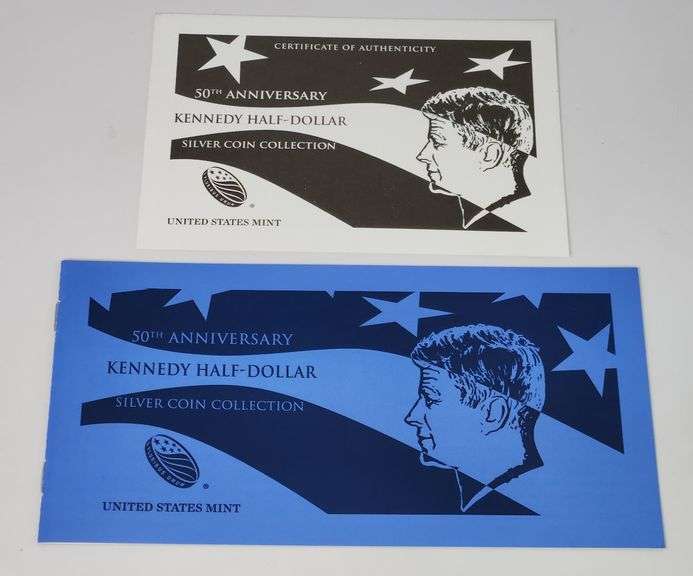 CERTIFICATE OF AUTHENTICITY
50TH ANNIVERSARY
KENNEDY HALF-DOLLAR
SILVER COIN COLLECTION
UNITED STATES MINT
50TH ANNIVERSARY
KENNEDY HALF-DOLLAR
SILVER COIN COLLECTION
UNITED STATES MINT